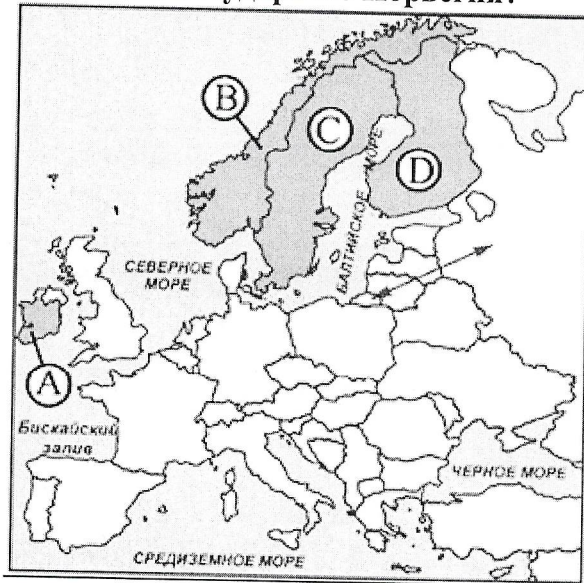 B
C
D
СЕВЕРНОЕ
МОРЕ
БАЛТИЙСКОЕ МОРЕ
A
Бискайский
залив
ЧЕРНОЕ МОРЕ
СРЕДИЗЕМНОЕ МОРЕ